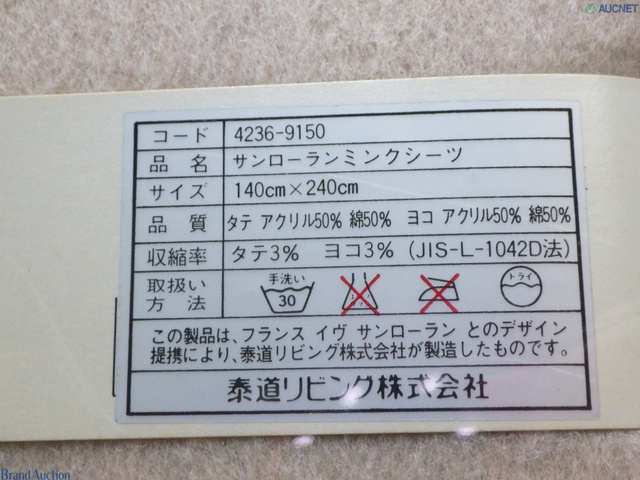 AUCNET
コード 4236-9150
品名 サンローランミンクシーツ
サイズ 140cm×240cm
品質 タテ アクリル50% 綿50% ヨコ アクリル50% 綿50%
収縮率 タテ3% ヨコ3% (JIS-L-1042D法)
取扱い方法 手洗い 30 ドライ
この製品は、フランス イヴ サンローラン とのデザイン
提携により、泰道リビング株式会社が製造したものです。
泰道リビング株式会社
BrandAuction